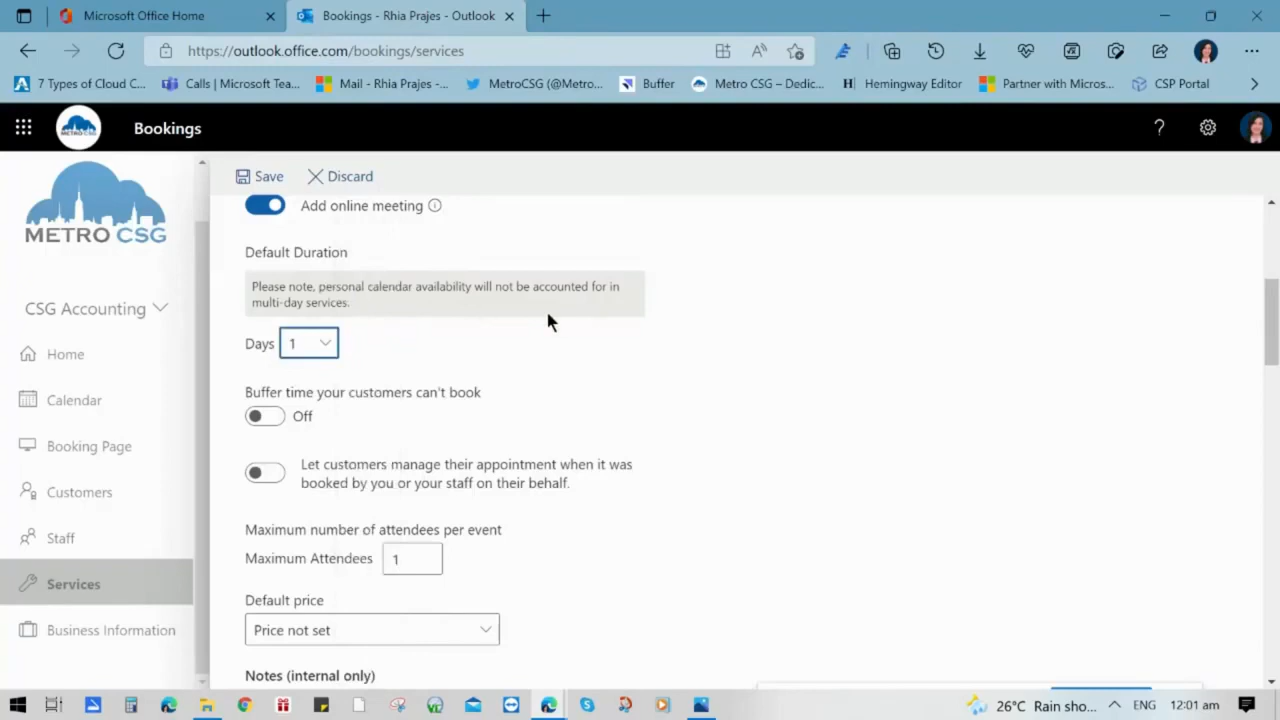 Microsoft Office Home
Bookings - Rhia Prajes - Outlook
https://outlook.office.com/bookings/services
7 Types of Cloud C...
Calls | Microsoft Tea...
Mail - Rhia Prajes -...
MetroCSG (@Metro...
Buffer
Metro CSG – Dedic...
Hemingway Editor
Partner with Micros...
CSP Portal
METRO CSG
Bookings
?
METRO CSG
Save
Discard
Add online meeting
Default Duration
Please note, personal calendar availability will not be accounted for in
multi-day services.
Days 1
Buffer time your customers can't book
Off
Let customers manage their appointment when it was
booked by you or your staff on their behalf.
Maximum number of attendees per event
Maximum Attendees 1
Default price
Price not set
Notes (internal only)
CSG Accounting
Home
Calendar
Booking Page
Customers
Staff
Services
Business Information
26°C Rain sho...
ENG
12:01 am